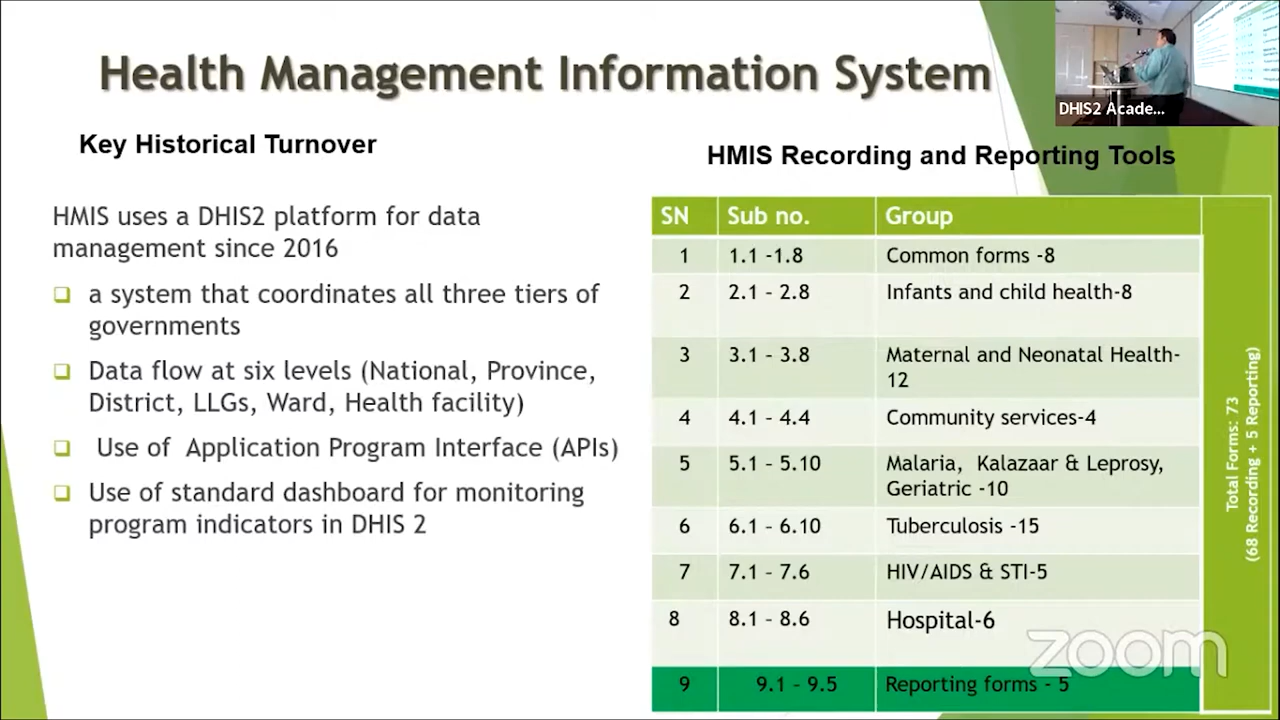 Health Management Information System
DHIS2 Acade...
Key Historical Turnover
HMIS uses a DHIS2 platform for data
management since 2016
a system that coordinates all three tiers of
governments
Data flow at six levels (National, Province,
District, LLGs, Ward, Health facility)
Use of Application Program Interface (APIs)
Use of standard dashboard for monitoring
program indicators in DHIS 2
HMIS Recording and Reporting Tools
SN Sub no. Group
1 1.1 -1.8 Common forms -8
2 2.1 – 2.8 Infants and child health-8
3 3.1 – 3.8 Maternal and Neonatal Health-
12
4 4.1 – 4.4 Community services-4
5 5.1 – 5.10 Malaria, Kalazaar & Leprosy,
Geriatric -10
6 6.1 – 6.10 Tuberculosis -15
7 7.1 – 7.6 HIV/AIDS & STI-5
8 8.1 – 8.6 Hospital-6
9 9.1 – 9.5 Reporting forms - 5
Total Forms: 73
(68 Recording + 5 Reporting)
zoom